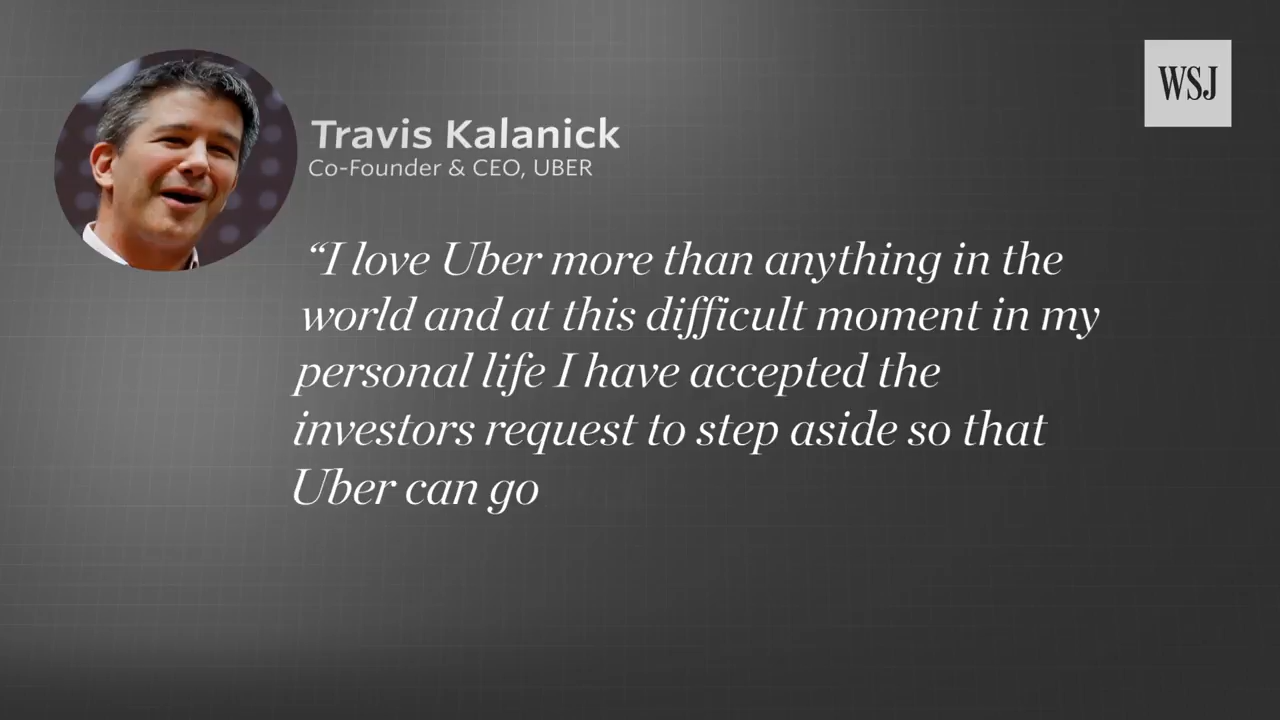 WSJ
Travis Kalanick
Co-Founder & CEO, UBER
“I love Uber more than anything in the
world and at this difficult moment in my
personal life I have accepted the
investors request to step aside so that
Uber can go